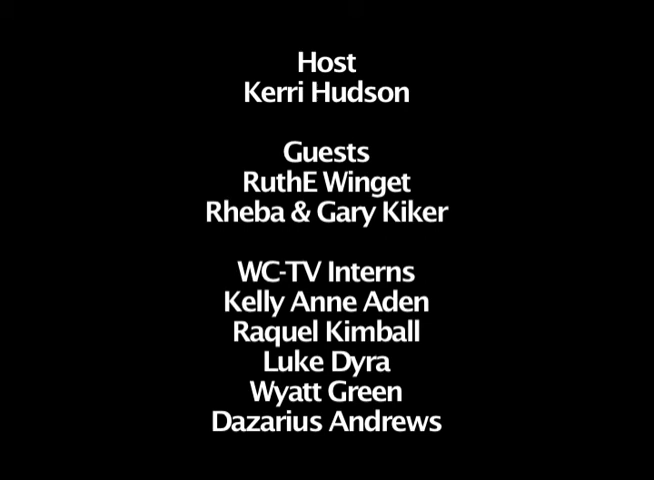 Host
Kerri Hudson
Guests
RuthE Winget
Rheba & Gary Kiker
WC-TV Interns
Kelly Anne Aden
Raquel Kimball
Luke Dyra
Wyatt Green
Dazarius Andrews